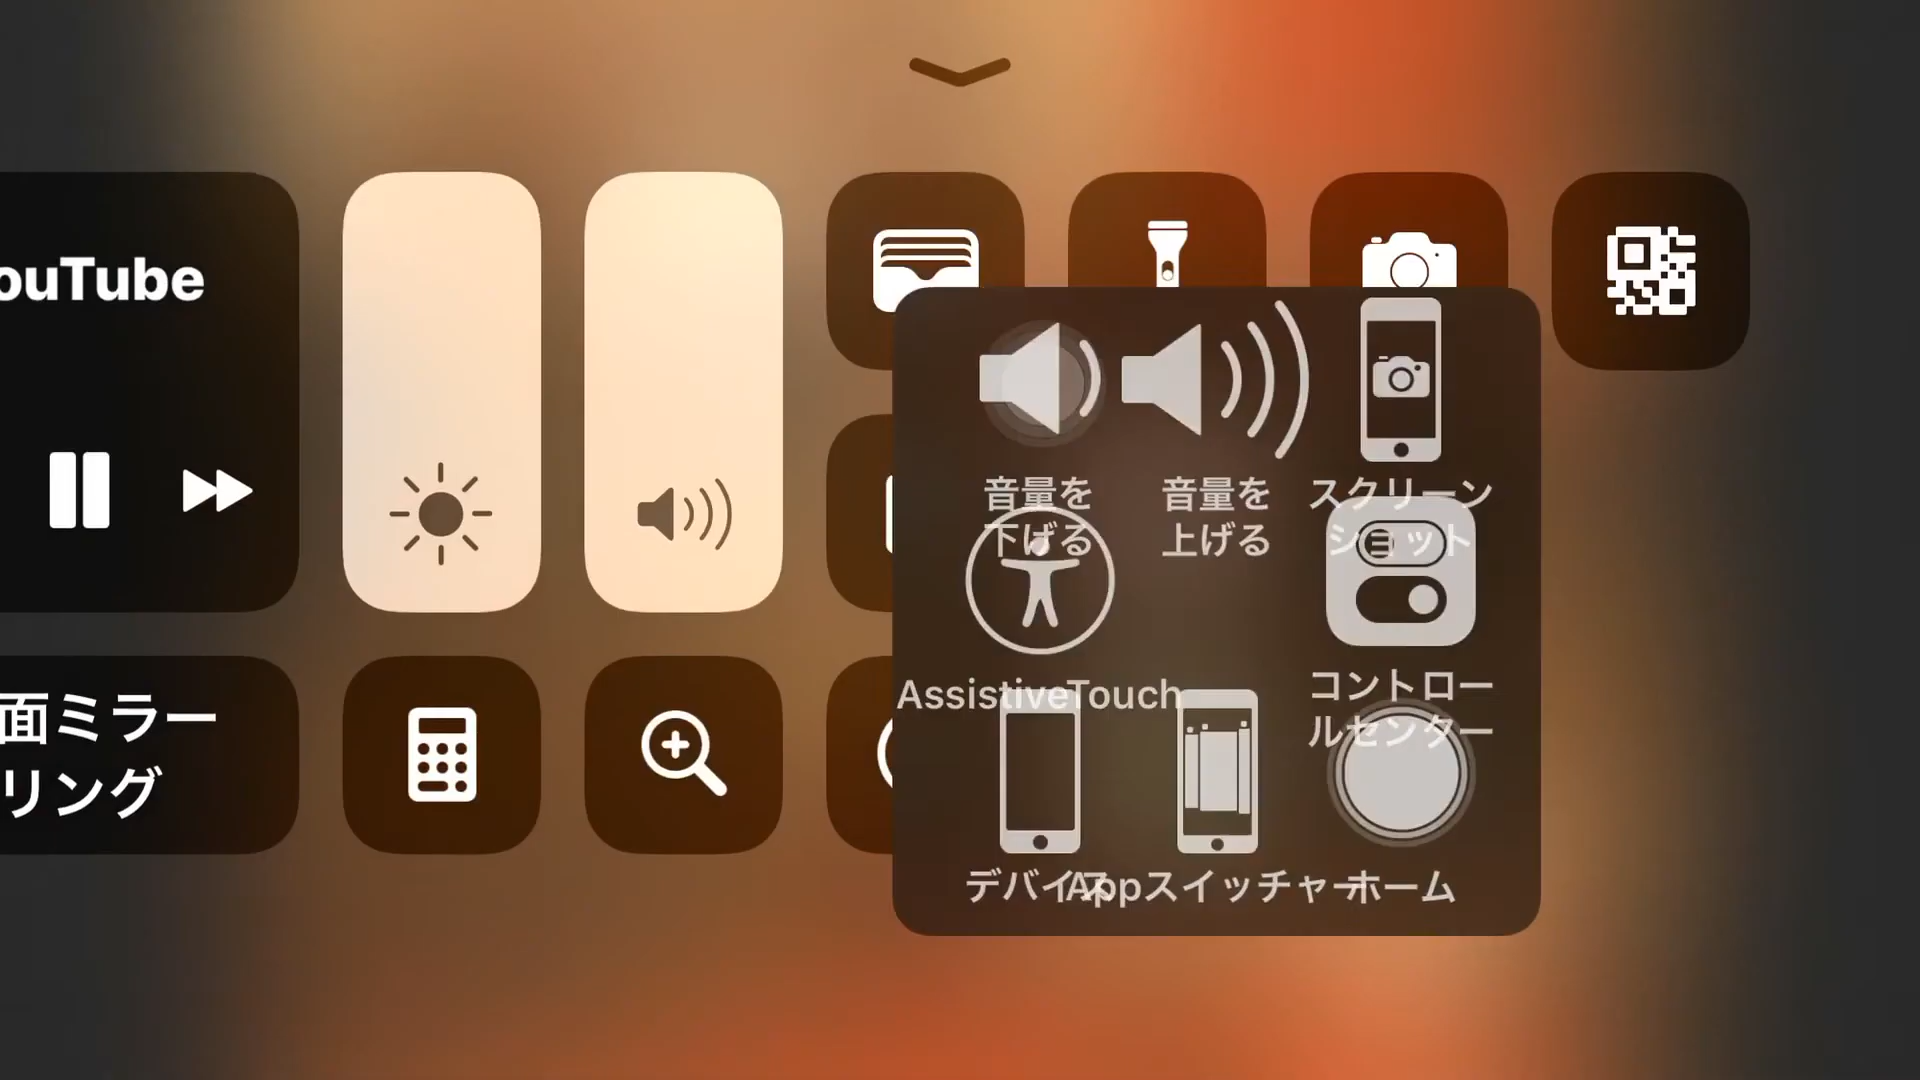 ouTube
面ミラー
リング
音量を
下げる
音量を
上げる
スクリーン
ショット
AssistiveTouch
コントロー
ルセンター
デバイス
Appスイッチャー
ホーム